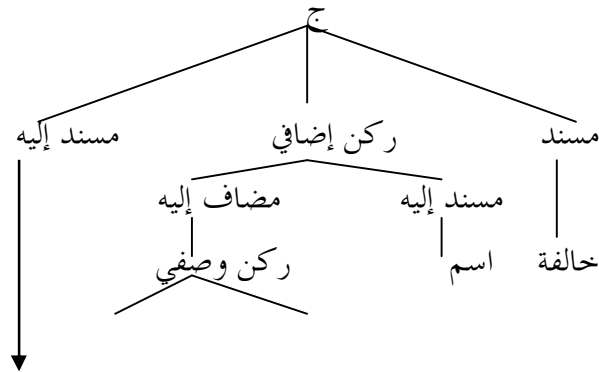 ج
مسند ركن إضافي مسند إليه
مسند إليه مضاف إليه
خالفة اسم ركن وصفي